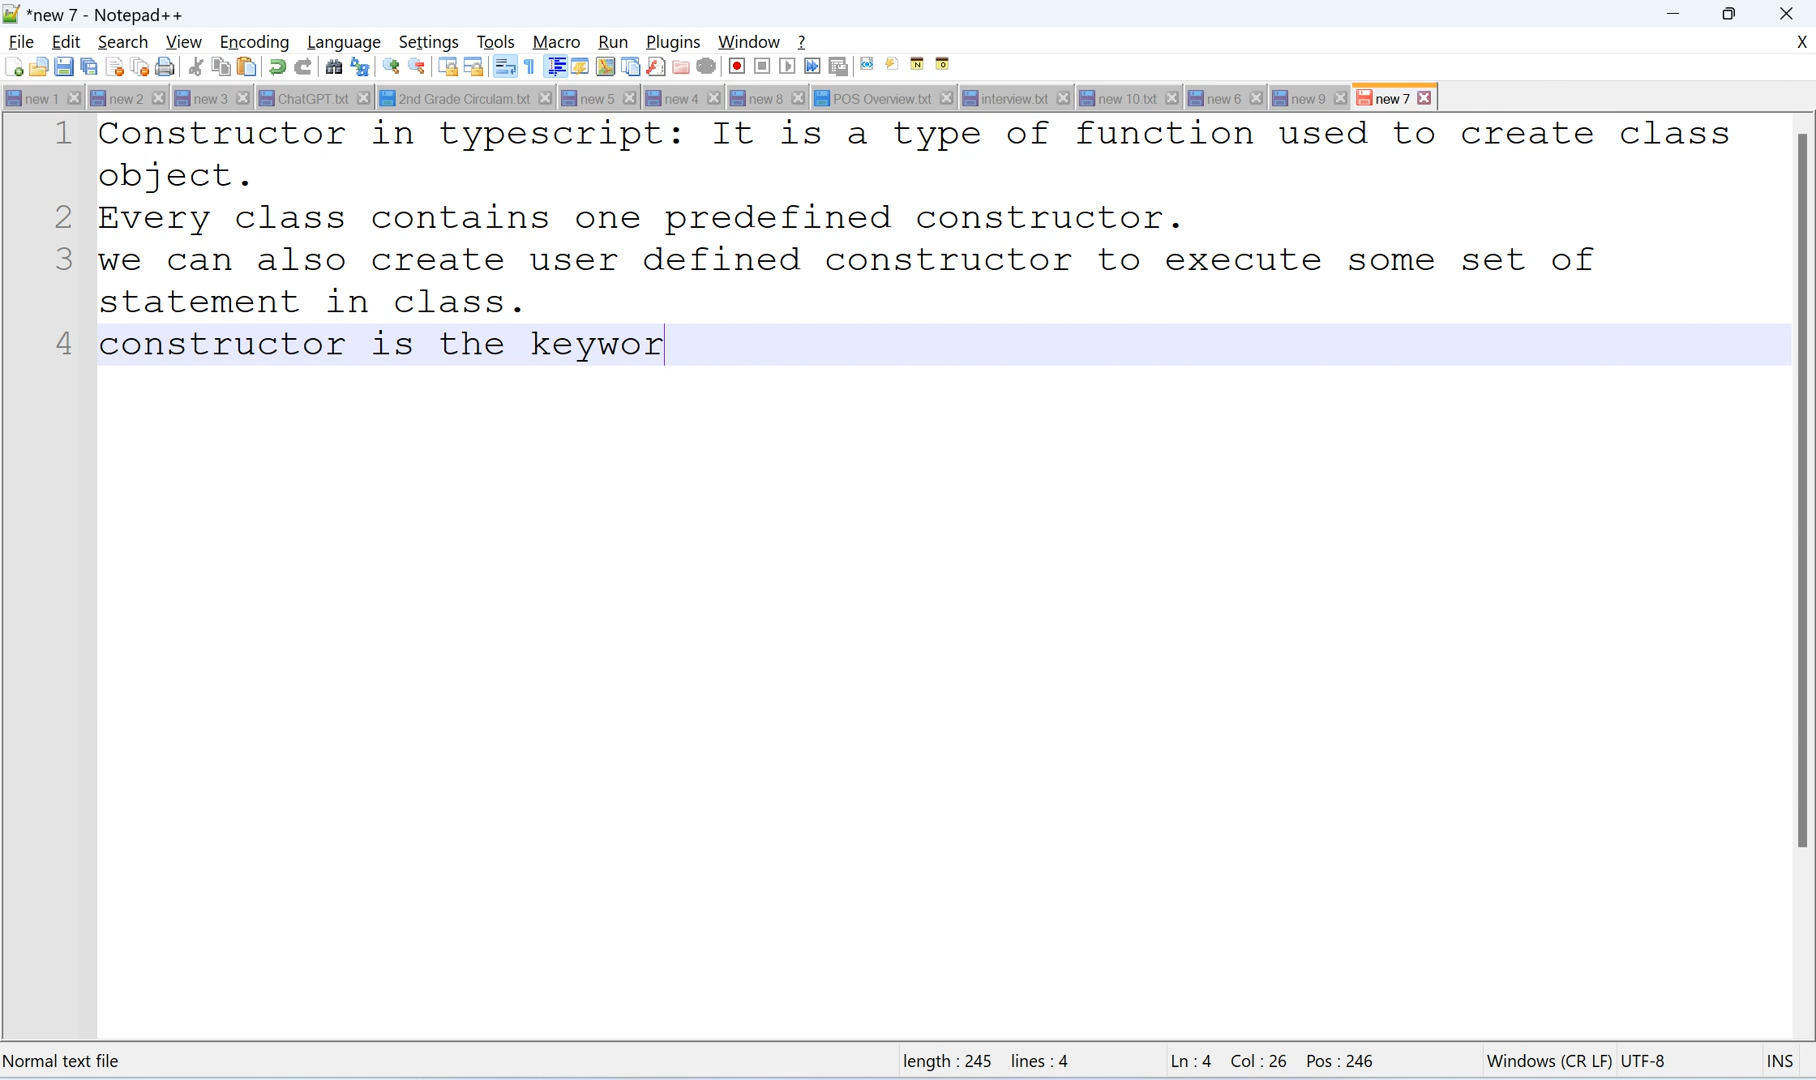 *new 7 - Notepad++
File Edit Search View Encoding Language Settings Tools Macro Run Plugins Window ? X
new 1 new 2 new 3 ChatGPT.txt 2nd Grade Circulam.txt new 5 new 4 new 8 POS Overview.txt interview.txt new 10.txt new 6 new 9 new 7
1 Constructor in typescript: It is a type of function used to create class
object.
2 Every class contains one predefined constructor.
3 we can also create user defined constructor to execute some set of
statement in class.
4 constructor is the keywor
Normal text file length : 245 lines : 4 Ln : 4 Col : 26 Pos : 246 Windows (CR LF) UTF-8 INS